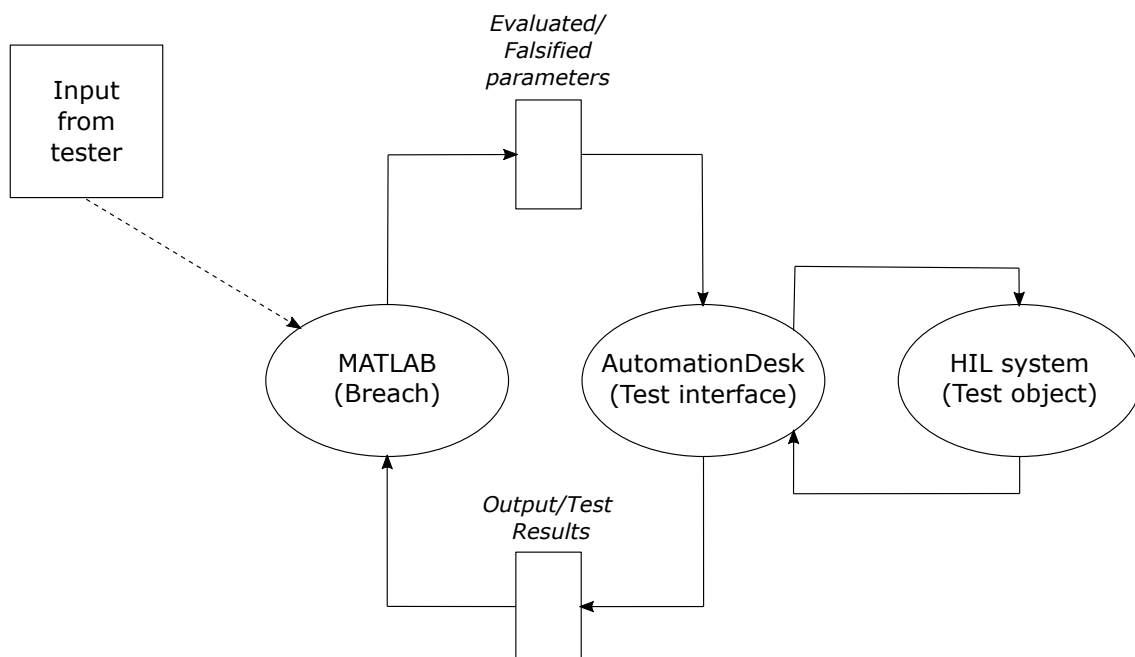 Evaluated/
Falsified
parameters
Input
from
tester
MATLAB
(Breach)
AutomationDesk
(Test interface)
HIL system
(Test object)
Output/Test
Results